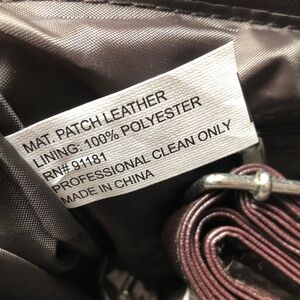 MAT. PATCH LEATHER
LINING: 100% POLYESTER
RN# 91181
PROFESSIONAL CLEAN ONLY
MADE IN CHINA